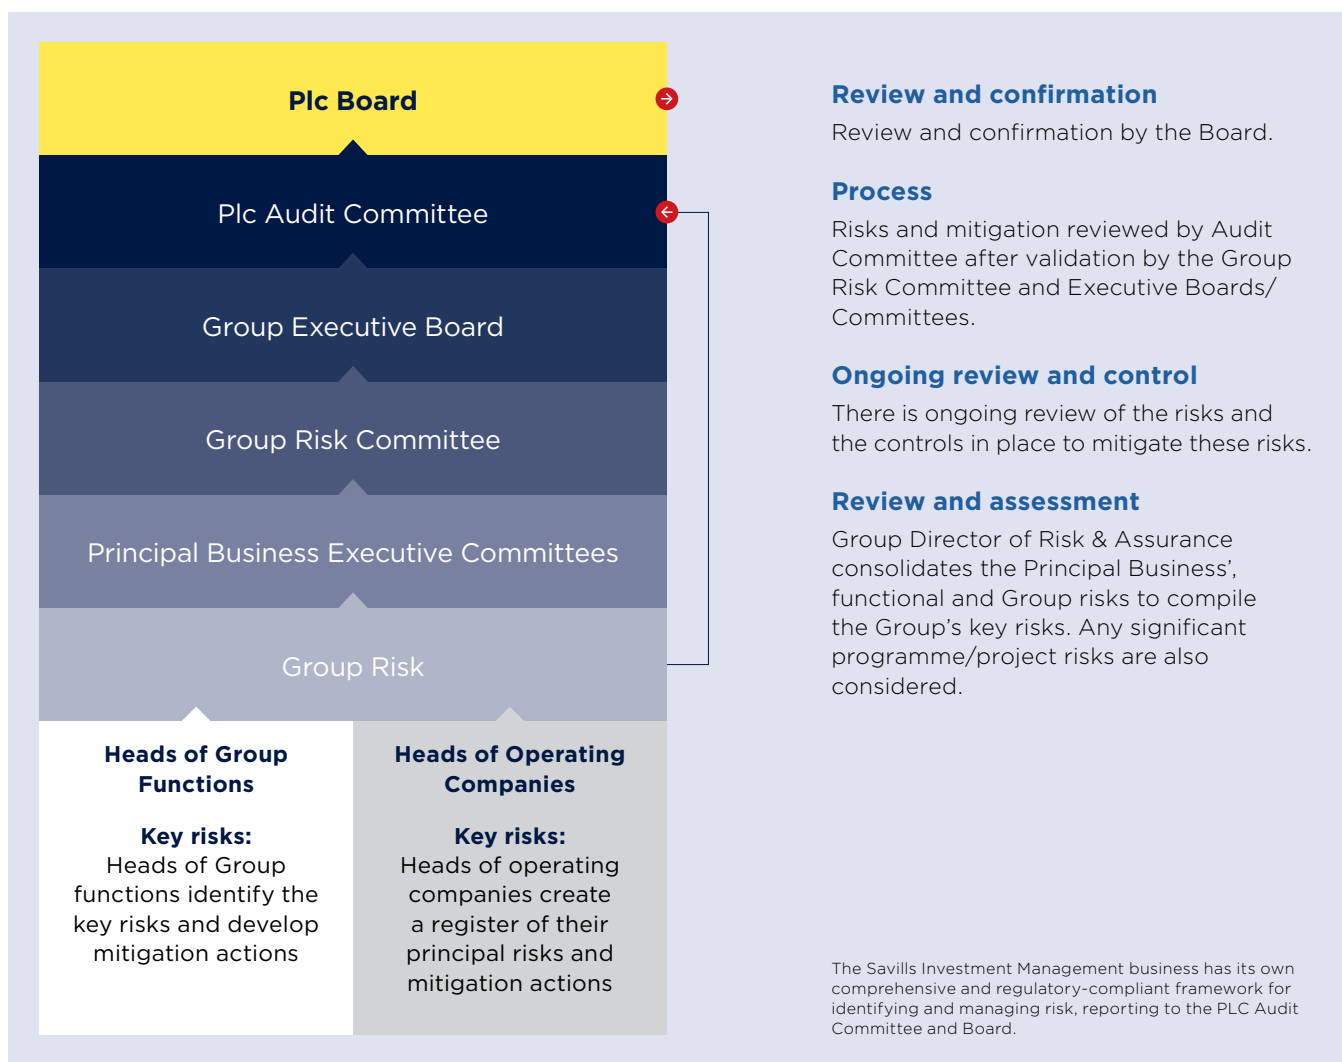 Plc Board
Plc Audit Committee
Group Executive Board
Group Risk Committee
Principal Business Executive Committees
Group Risk
Heads of Group
Functions
Key risks:
Heads of Group
functions identify the
key risks and develop
mitigation actions
Heads of Operating
Companies
Key risks:
Heads of operating
companies create
a register of their
principal risks and
mitigation actions
Review and confirmation
Review and confirmation by the Board.
Process
Risks and mitigation reviewed by Audit
Committee after validation by the Group
Risk Committee and Executive Boards/
Committees.
Ongoing review and control
There is ongoing review of the risks and
the controls in place to mitigate these risks.
Review and assessment
Group Director of Risk & Assurance
consolidates the Principal Business’,
functional and Group risks to compile
the Group’s key risks. Any significant
programme/project risks are also
considered.
The Savills Investment Management business has its own
comprehensive and regulatory-compliant framework for
identifying and managing risk, reporting to the PLC Audit
Committee and Board.